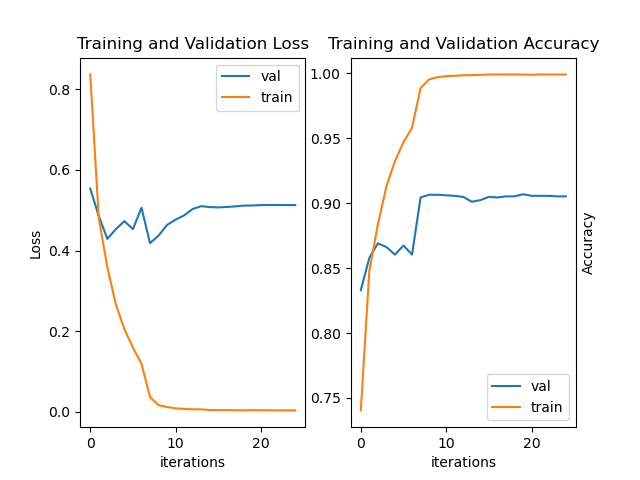 Training and Validation Loss
Training and Validation Accuracy
val
train
0.8
0.6
0.4
0.2
0.0
Loss
0
10
20
iterations
1.00
0.95
0.90
0.85
0.80
0.75
Accuracy
val
train
0
10
20
iterations